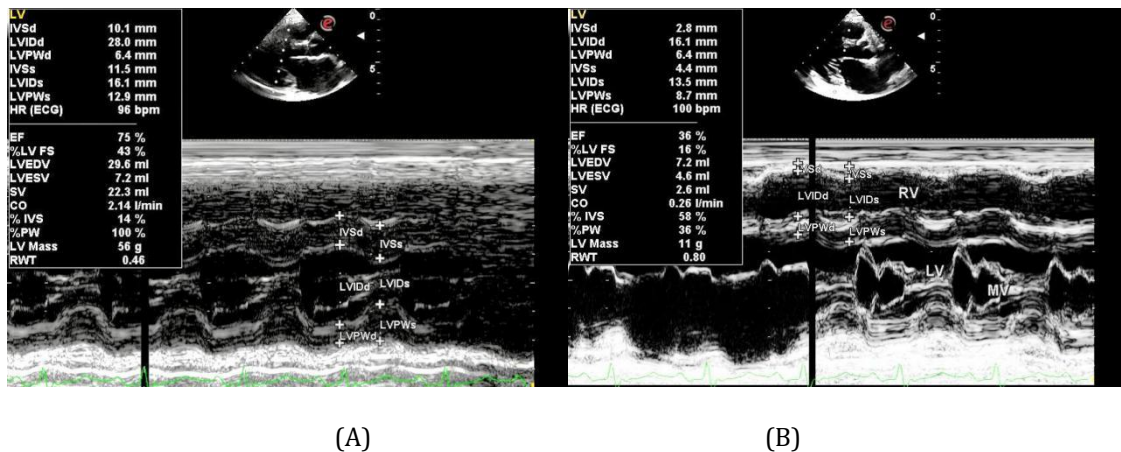 LV
IVSd 10.1 mm
LVIDd 28.0 mm
LVPWd 6.4 mm
IVSs 11.5 mm
LVIDs 16.1 mm
LVPWs 12.9 mm
HR (ECG) 96 bpm
EF 75 %
%LV FS 43 %
LVEDV 29.6 ml
LVESV 7.2 ml
SV 22.3 ml
CO 2.14 l/min
% IVS 14 %
%PW 100 %
LV Mass 56 g
RWT 0.46
0
5
IVSd
IVSs
LVIDd
LVIDs
LVPWd
LVPWs
(A)
LV
IVSd 2.8 mm
LVIDd 16.1 mm
LVPWd 6.4 mm
IVSs 4.4 mm
LVIDs 13.5 mm
LVPWs 8.7 mm
HR (ECG) 100 bpm
EF 36 %
%LV FS 16 %
LVEDV 7.2 ml
LVESV 4.6 ml
SV 2.6 ml
CO 0.26 l/min
% IVS 58 %
%PW 36 %
LV Mass 11 g
RWT 0.80
0
5
IVSd
IVSs
LVIDd
LVIDs
RV
LVPWd
LVPWs
LV
MV
(B)